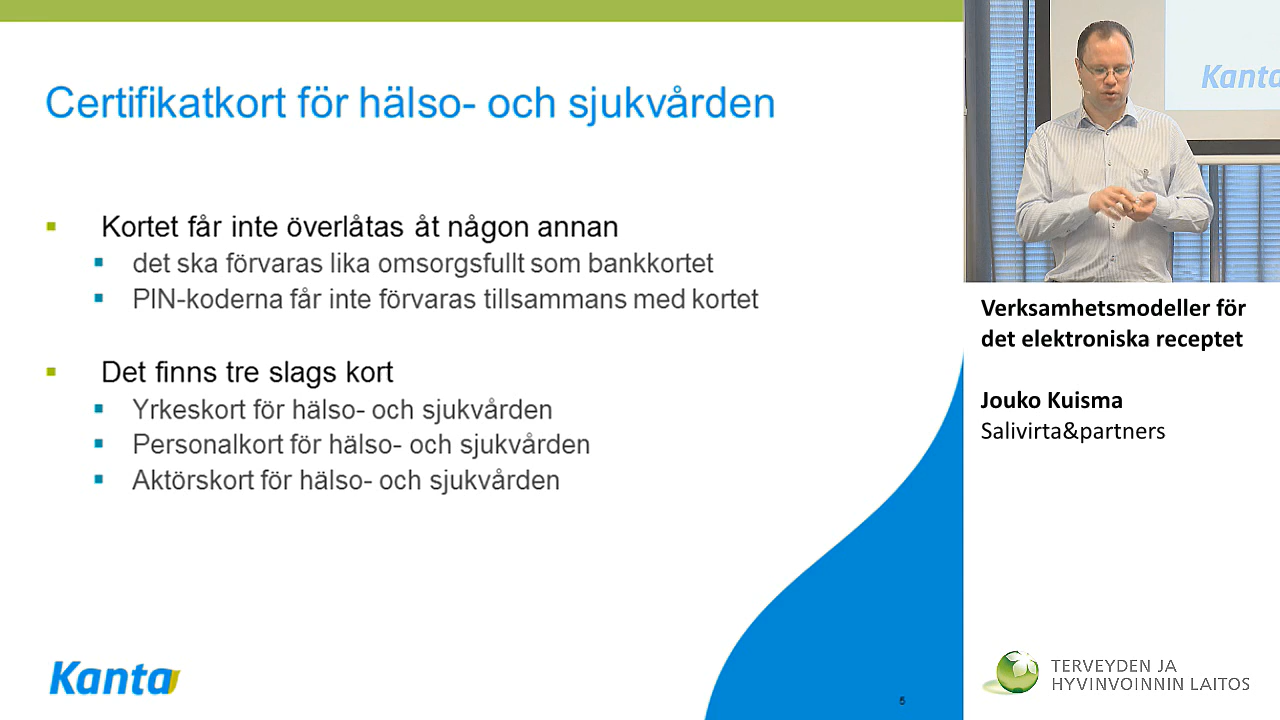 Certifikatkort för hälso- och sjukvården
Kortet får inte överlåtas åt någon annan
det ska förvaras lika omsorgsfullt som bankkortet
PIN-koderna får inte förvaras tillsammans med kortet
Det finns tre slags kort
Yrkeskort för hälso- och sjukvården
Personalkort för hälso- och sjukvården
Aktörskort för hälso- och sjukvården
Kanta
5
Kanta
Verksamhetsmodeller för
det elektroniska receptet
Jouko Kuisma
Salivirta&partners
TERVEYDEN JA
HYVINVOINNIN LAITOS